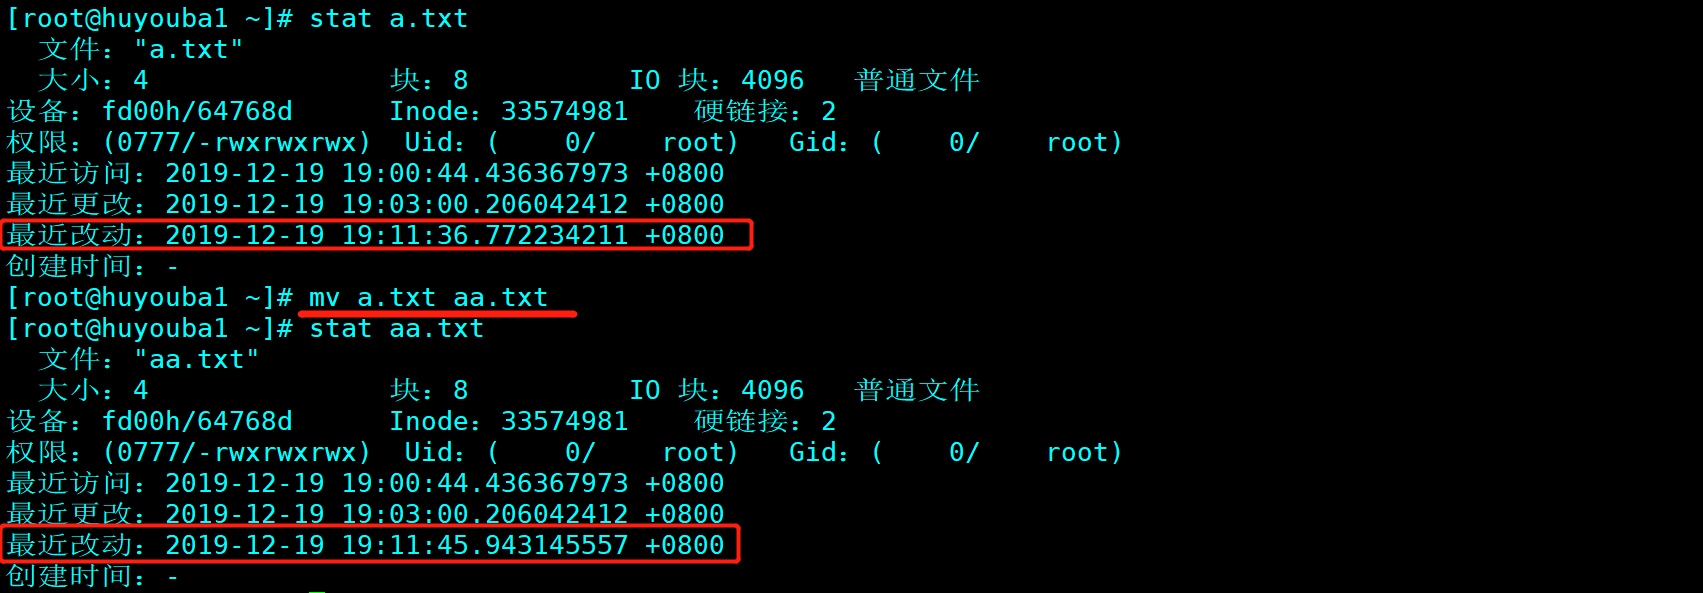 [root@huyouba1 ~]# stat a.txt
  文件："a.txt"
  大小：4               块：8          IO 块：4096   普通文件
设备：fd00h/64768d      Inode：33574981    硬链接：2
权限：(0777/-rwxrwxrwx)  Uid：(    0/    root)   Gid：(    0/    root)
最近访问：2019-12-19 19:00:44.436367973 +0800
最近更改：2019-12-19 19:03:00.206042412 +0800
最近改动：2019-12-19 19:11:36.772234211 +0800
创建时间：-
[root@huyouba1 ~]# mv a.txt aa.txt
[root@huyouba1 ~]# stat aa.txt
  文件："aa.txt"
  大小：4               块：8          IO 块：4096   普通文件
设备：fd00h/64768d      Inode：33574981    硬链接：2
权限：(0777/-rwxrwxrwx)  Uid：(    0/    root)   Gid：(    0/    root)
最近访问：2019-12-19 19:00:44.436367973 +0800
最近更改：2019-12-19 19:03:00.206042412 +0800
最近改动：2019-12-19 19:11:45.943145557 +0800
创建时间：-